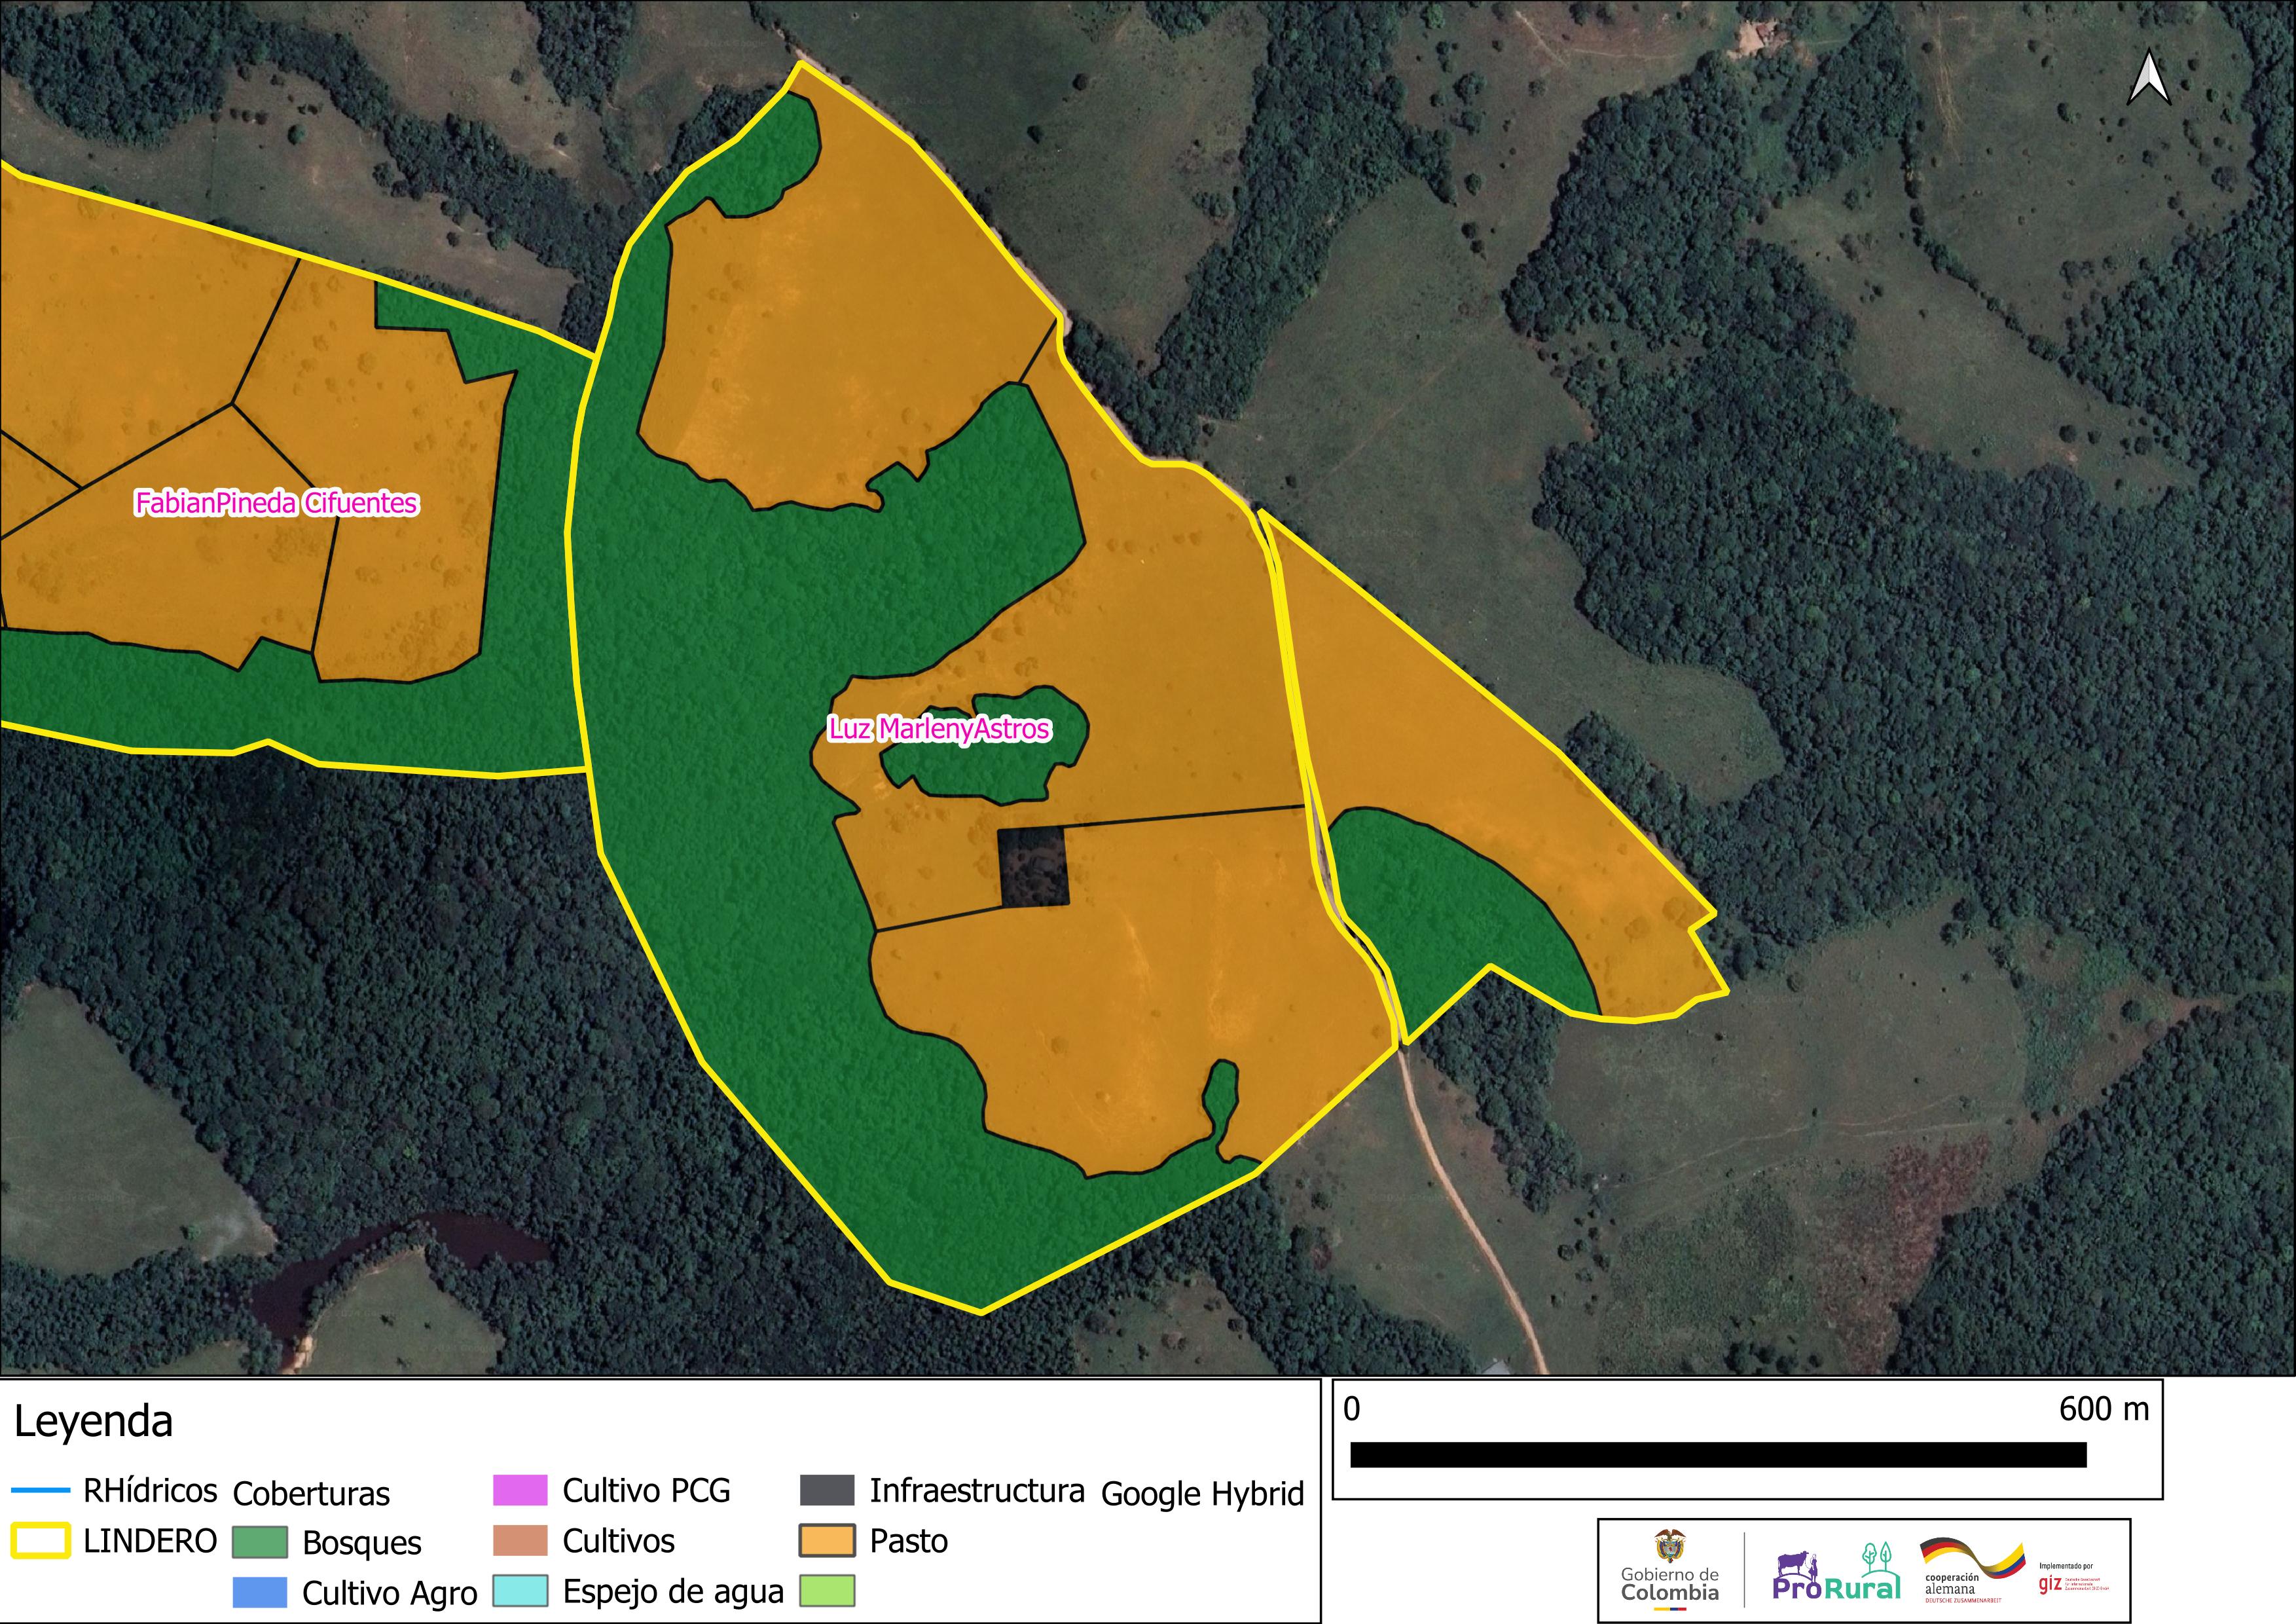 FabianPineda Cifuentes
Luz MarlenyAstros
Leyenda
RHídricos
LINDERO
Coberturas
Bosques
Cultivo Agro
Cultivo PCG
Cultivos
Espejo de agua
Infraestructura
Pasto
Google Hybrid
0 600 m
Gobierno de
Colombia
ProRural
cooperación
alemana
DEUTSCHE ZUSAMMENARBEIT
Implementado por
giz